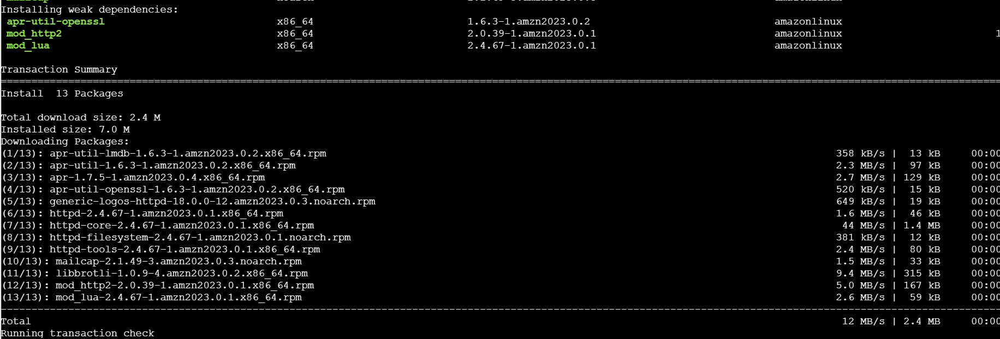 Installing weak dependencies:
apr-util-openssl x86_64 1.6.3-1.amzn2023.0.2 amazonlinux
mod_http2 x86_64 2.0.39-1.amzn2023.0.1 amazonlinux 1
mod_lua x86_64 2.4.67-1.amzn2023.0.1 amazonlinux
Transaction Summary
================================================================================
Install 13 Packages
Total download size: 2.4 M
Installed size: 7.0 M
Downloading Packages:
(1/13): apr-util-lmdb-1.6.3-1.amzn2023.0.2.x86_64.rpm 358 kB/s | 13 kB 00:00
(2/13): apr-util-1.6.3-1.amzn2023.0.2.x86_64.rpm 2.3 MB/s | 97 kB 00:00
(3/13): apr-1.7.5-1.amzn2023.0.4.x86_64.rpm 2.7 MB/s | 129 kB 00:00
(4/13): apr-util-openssl-1.6.3-1.amzn2023.0.2.x86_64.rpm 520 kB/s | 15 kB 00:00
(5/13): generic-logos-httpd-18.0.0-12.amzn2023.0.3.noarch.rpm 649 kB/s | 19 kB 00:00
(6/13): httpd-2.4.67-1.amzn2023.0.1.x86_64.rpm 1.6 MB/s | 46 kB 00:00
(7/13): httpd-core-2.4.67-1.amzn2023.0.1.x86_64.rpm 44 MB/s | 1.4 MB 00:00
(8/13): httpd-filesystem-2.4.67-1.amzn2023.0.1.noarch.rpm 381 kB/s | 12 kB 00:00
(9/13): httpd-tools-2.4.67-1.amzn2023.0.1.x86_64.rpm 2.4 MB/s | 80 kB 00:00
(10/13): mailcap-2.1.49-3.amzn2023.0.3.noarch.rpm 1.5 MB/s | 33 kB 00:00
(11/13): libbrotli-1.0.9-4.amzn2023.0.2.x86_64.rpm 9.4 MB/s | 315 kB 00:00
(12/13): mod_http2-2.0.39-1.amzn2023.0.1.x86_64.rpm 5.0 MB/s | 167 kB 00:00
(13/13): mod_lua-2.4.67-1.amzn2023.0.1.x86_64.rpm 2.6 MB/s | 59 kB 00:00
--------------------------------------------------------------------------------
Total 12 MB/s | 2.4 MB 00:00
Running transaction check